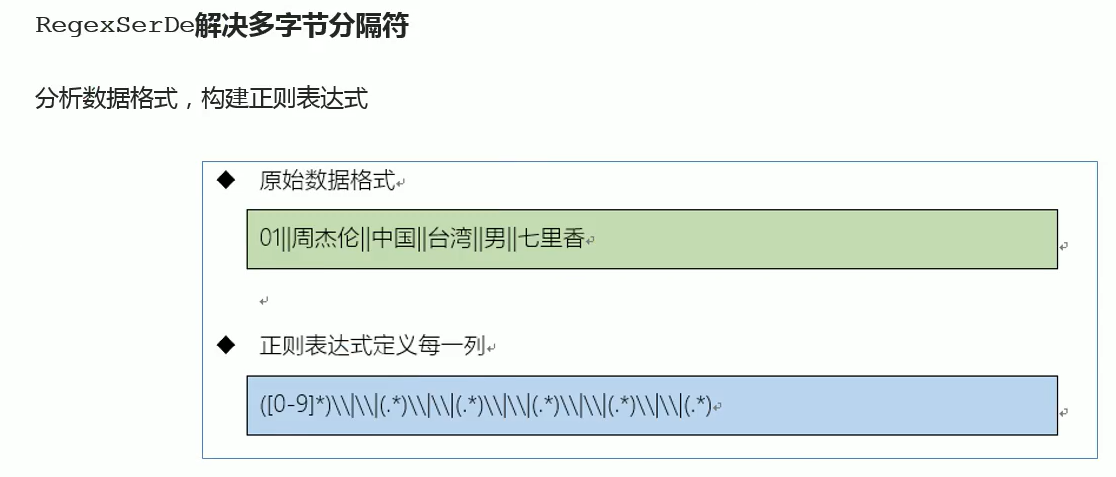 RegexSerDe解决多字节分隔符
分析数据格式，构建正则表达式
◆ 原始数据格式↵
01||周杰伦||中国||台湾||男||七里香↵
↵
◆ 正则表达式定义每一列↵
([0-9]*)\\|\\|(.*)\\|\\|(.*)\\|\\|(.*)\\|\\|(.*)\\|\\|(.*)↵